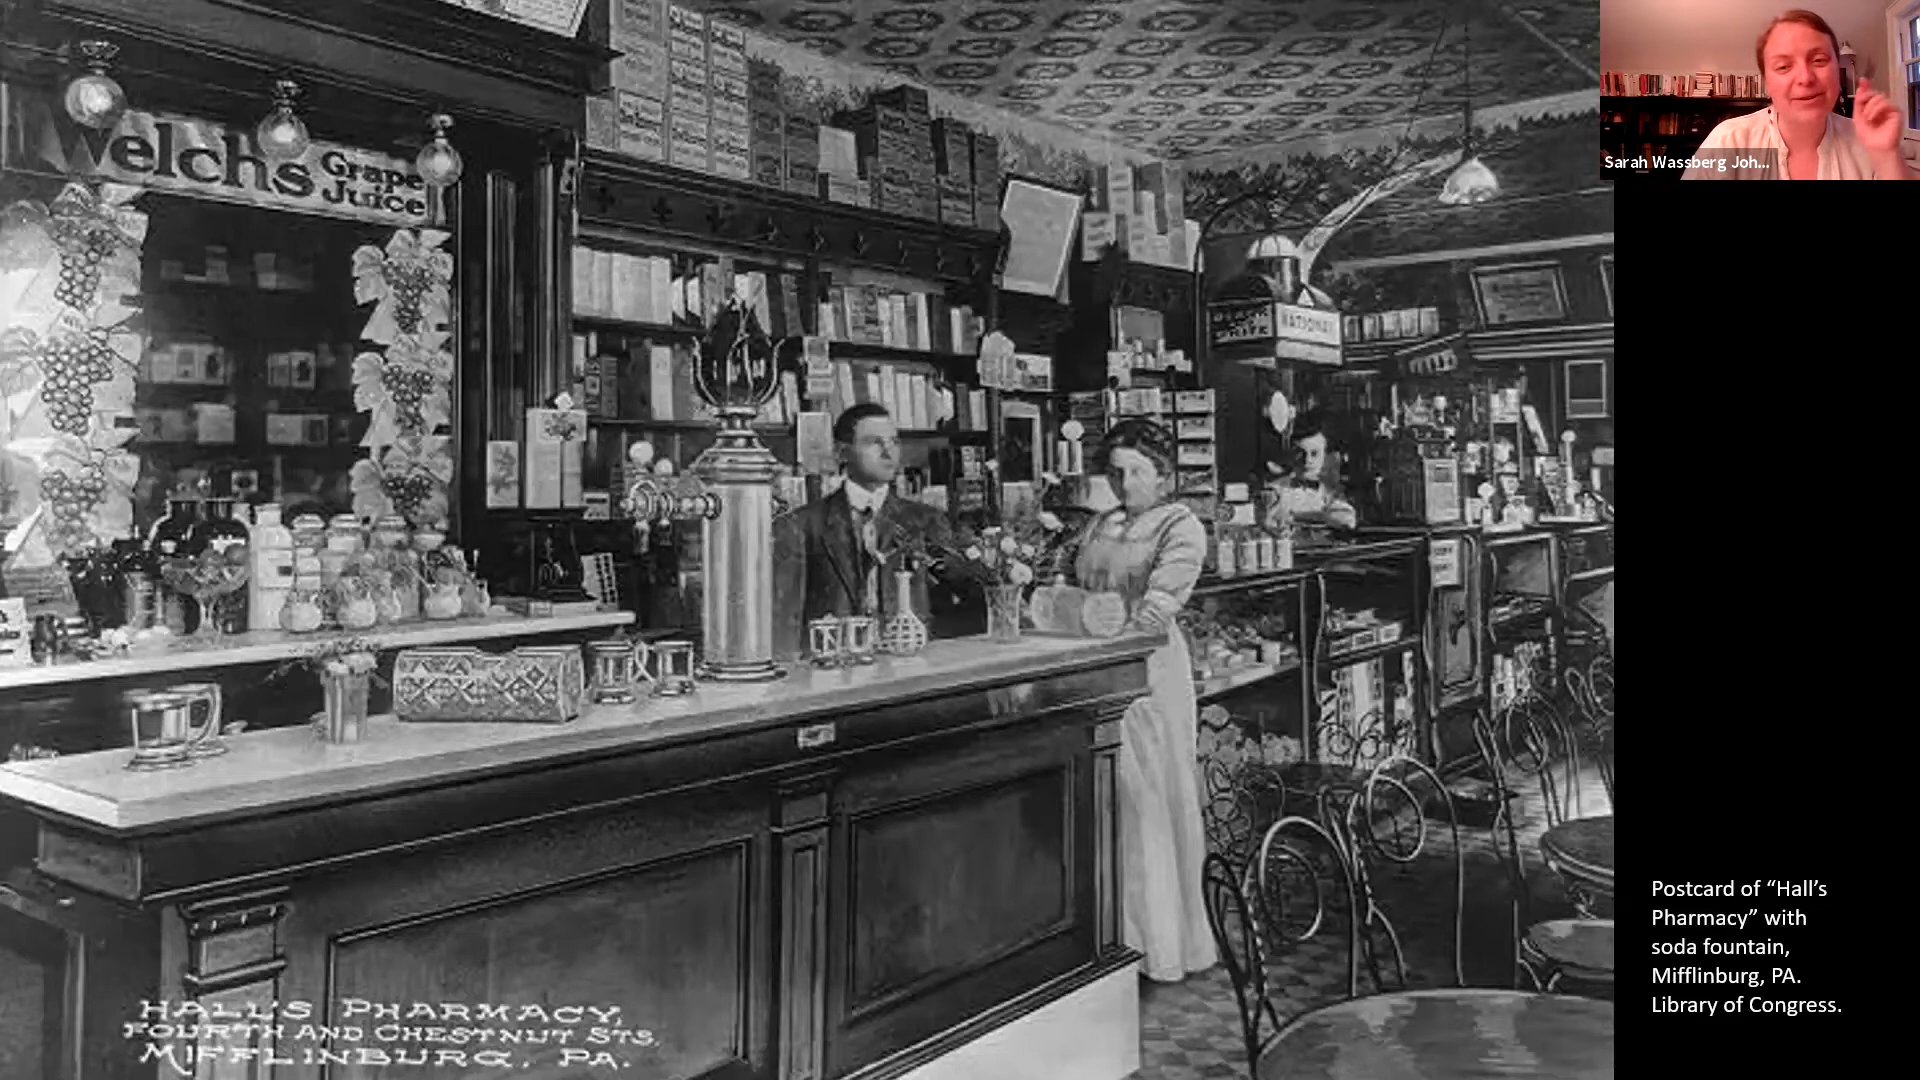 Welchs Grape
Juice
NATIONAL
HALL'S PHARMACY,
FOURTH AND CHESTNUT STS.
MIFFLINBURG, PA.
Sarah Wassberg Joh...
Postcard of “Hall’s
Pharmacy” with
soda fountain,
Mifflinburg, PA.
Library of Congress.